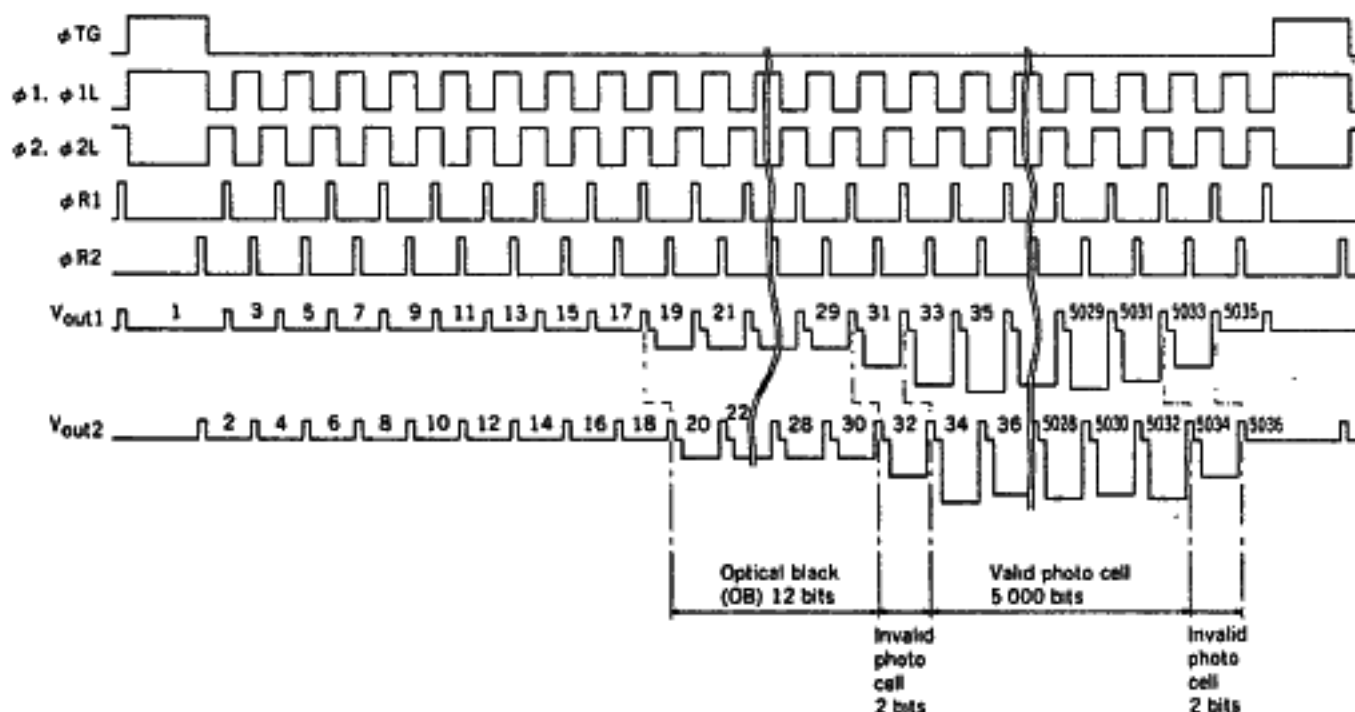 φTG
φ1, φ1L
φ2, φ2L
φR1
φR2
Vout1 1 3 5 7 9 11 13 15 17 19 21 29 31 33 35 5029 5031 5033 5035
Vout2 2 4 6 8 10 12 14 16 18 20 22 28 30 32 34 36 5028 5030 5032 5034 5036
Optical black
(OB) 12 bits
Valid photo cell
5 000 bits
Invalid
photo
cell
2 bits
Invalid
photo
cell
2 bits